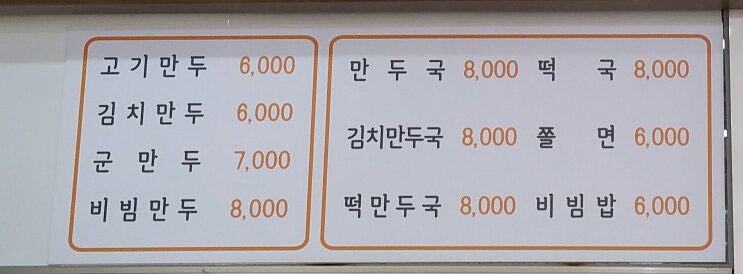 고기만두 6,000
김치만두 6,000
군만두 7,000
비빔만두 8,000
만두국 8,000 떡국 8,000
김치만두국 8,000 쫄면 6,000
떡만두국 8,000 비빔밥 6,000